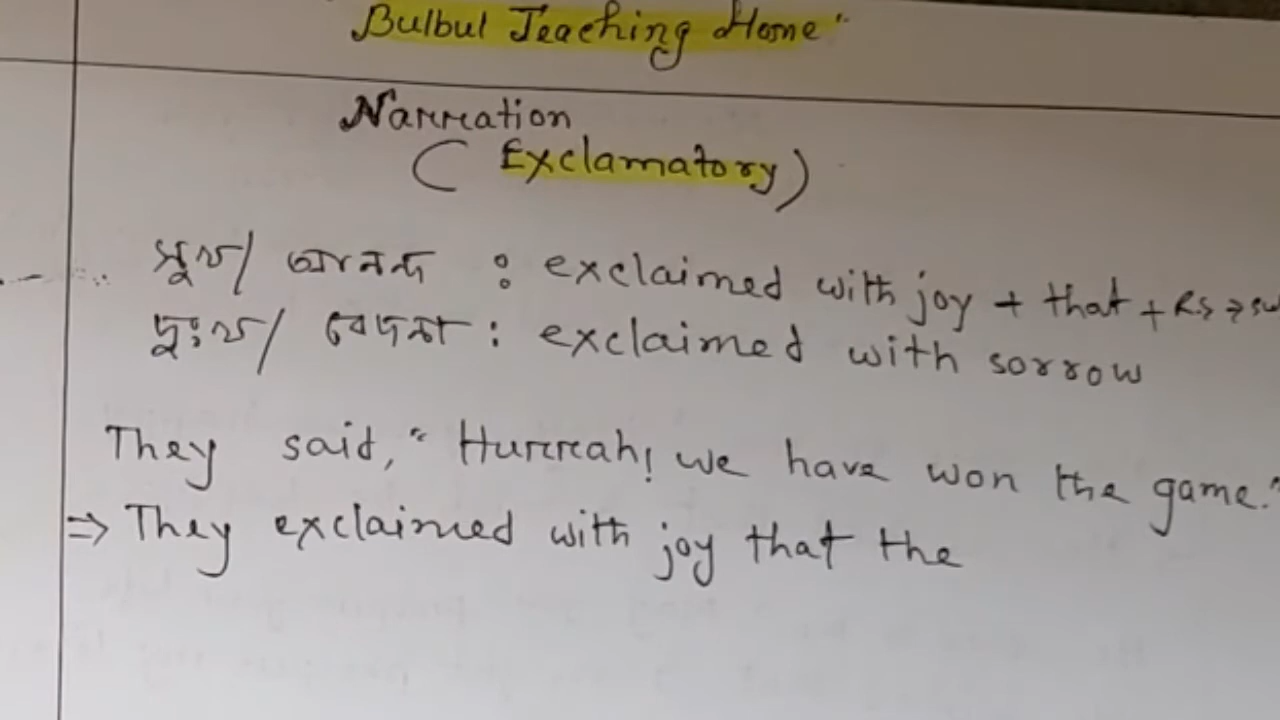 Bulbul Teaching Home"
Narration
(Exclamatory)
সুখ/ আনন্দ : exclaimed with joy + that + R.S →
দুঃখ/ বেদনা : exclaimed with sorrow
They said, "Hurrah! we have won the game."
⇒ They exclaimed with joy that the